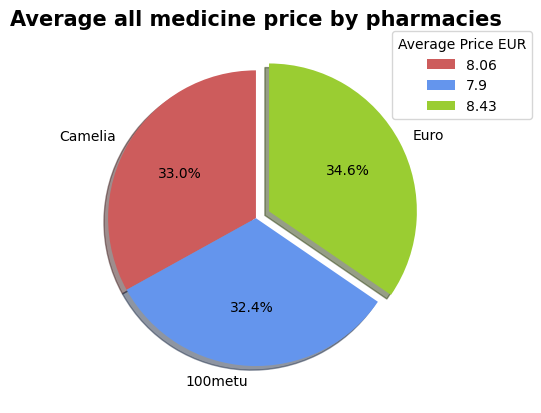 Average all medicine price by pharmacies
Average Price EUR
8.06
7.9
8.43
Camelia
Euro
33.0%
34.6%
32.4%
100metu